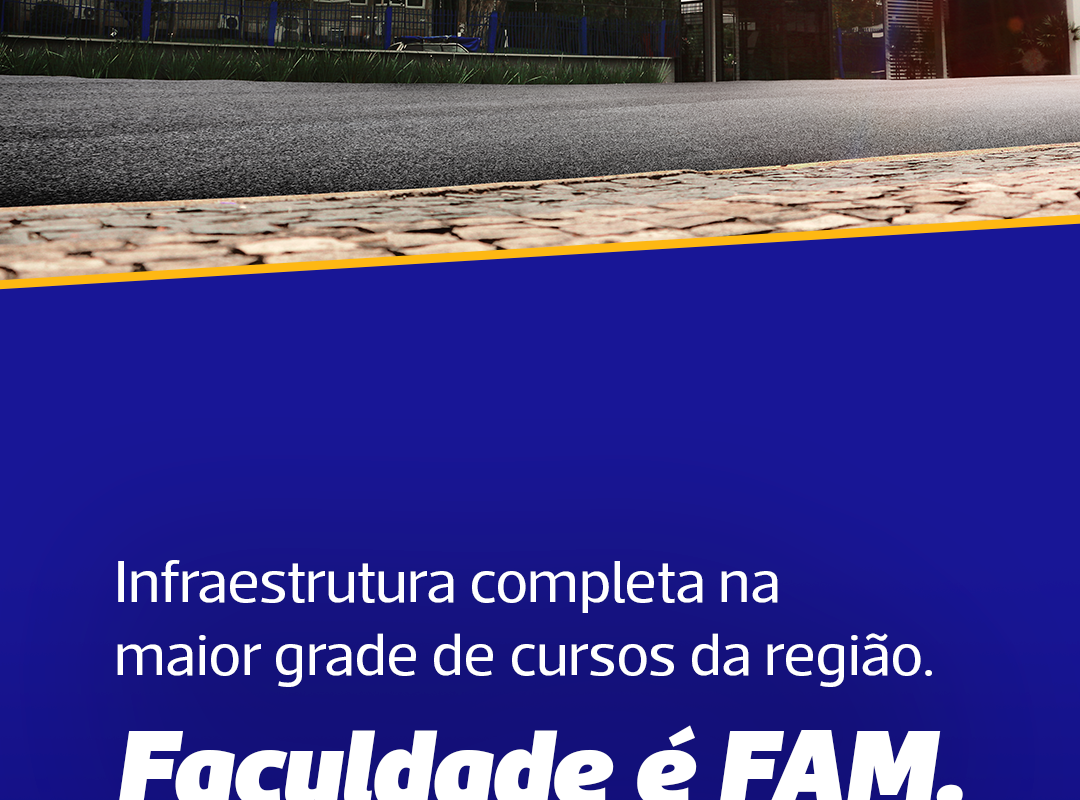 Infraestrutura completa na
maior grade de cursos da região.
Faculdade é FAM.